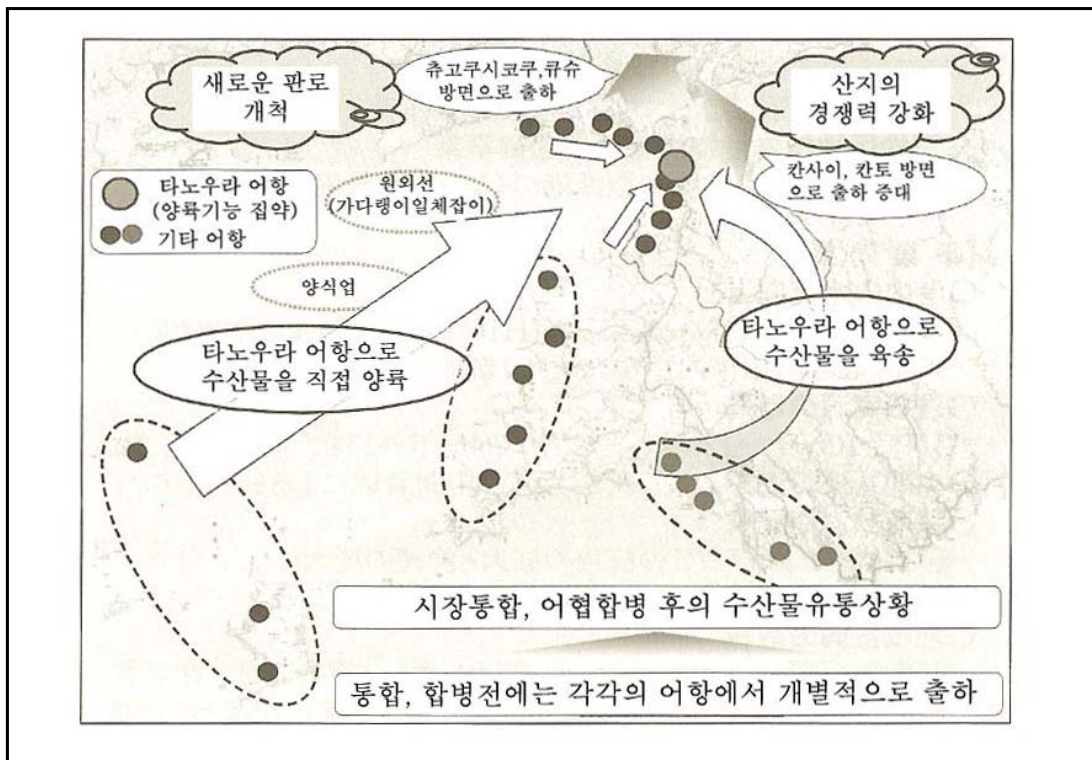 새로운 판로
개척
츄고쿠시코쿠,큐슈
방면으로 출하
산지의
경쟁력 강화
칸사이, 칸토 방면
으로 출하 증대
타노우라 어항
(양륙기능 집약)
기타 어항
원외선
(가다랭이일체잡이)
양식업
타노우라 어항으로
수산물을 직접 양륙
타노우라 어항으로
수산물을 육송
시장통합, 어협합병 후의 수산물유통상황
통합, 합병전에는 각각의 어항에서 개별적으로 출하